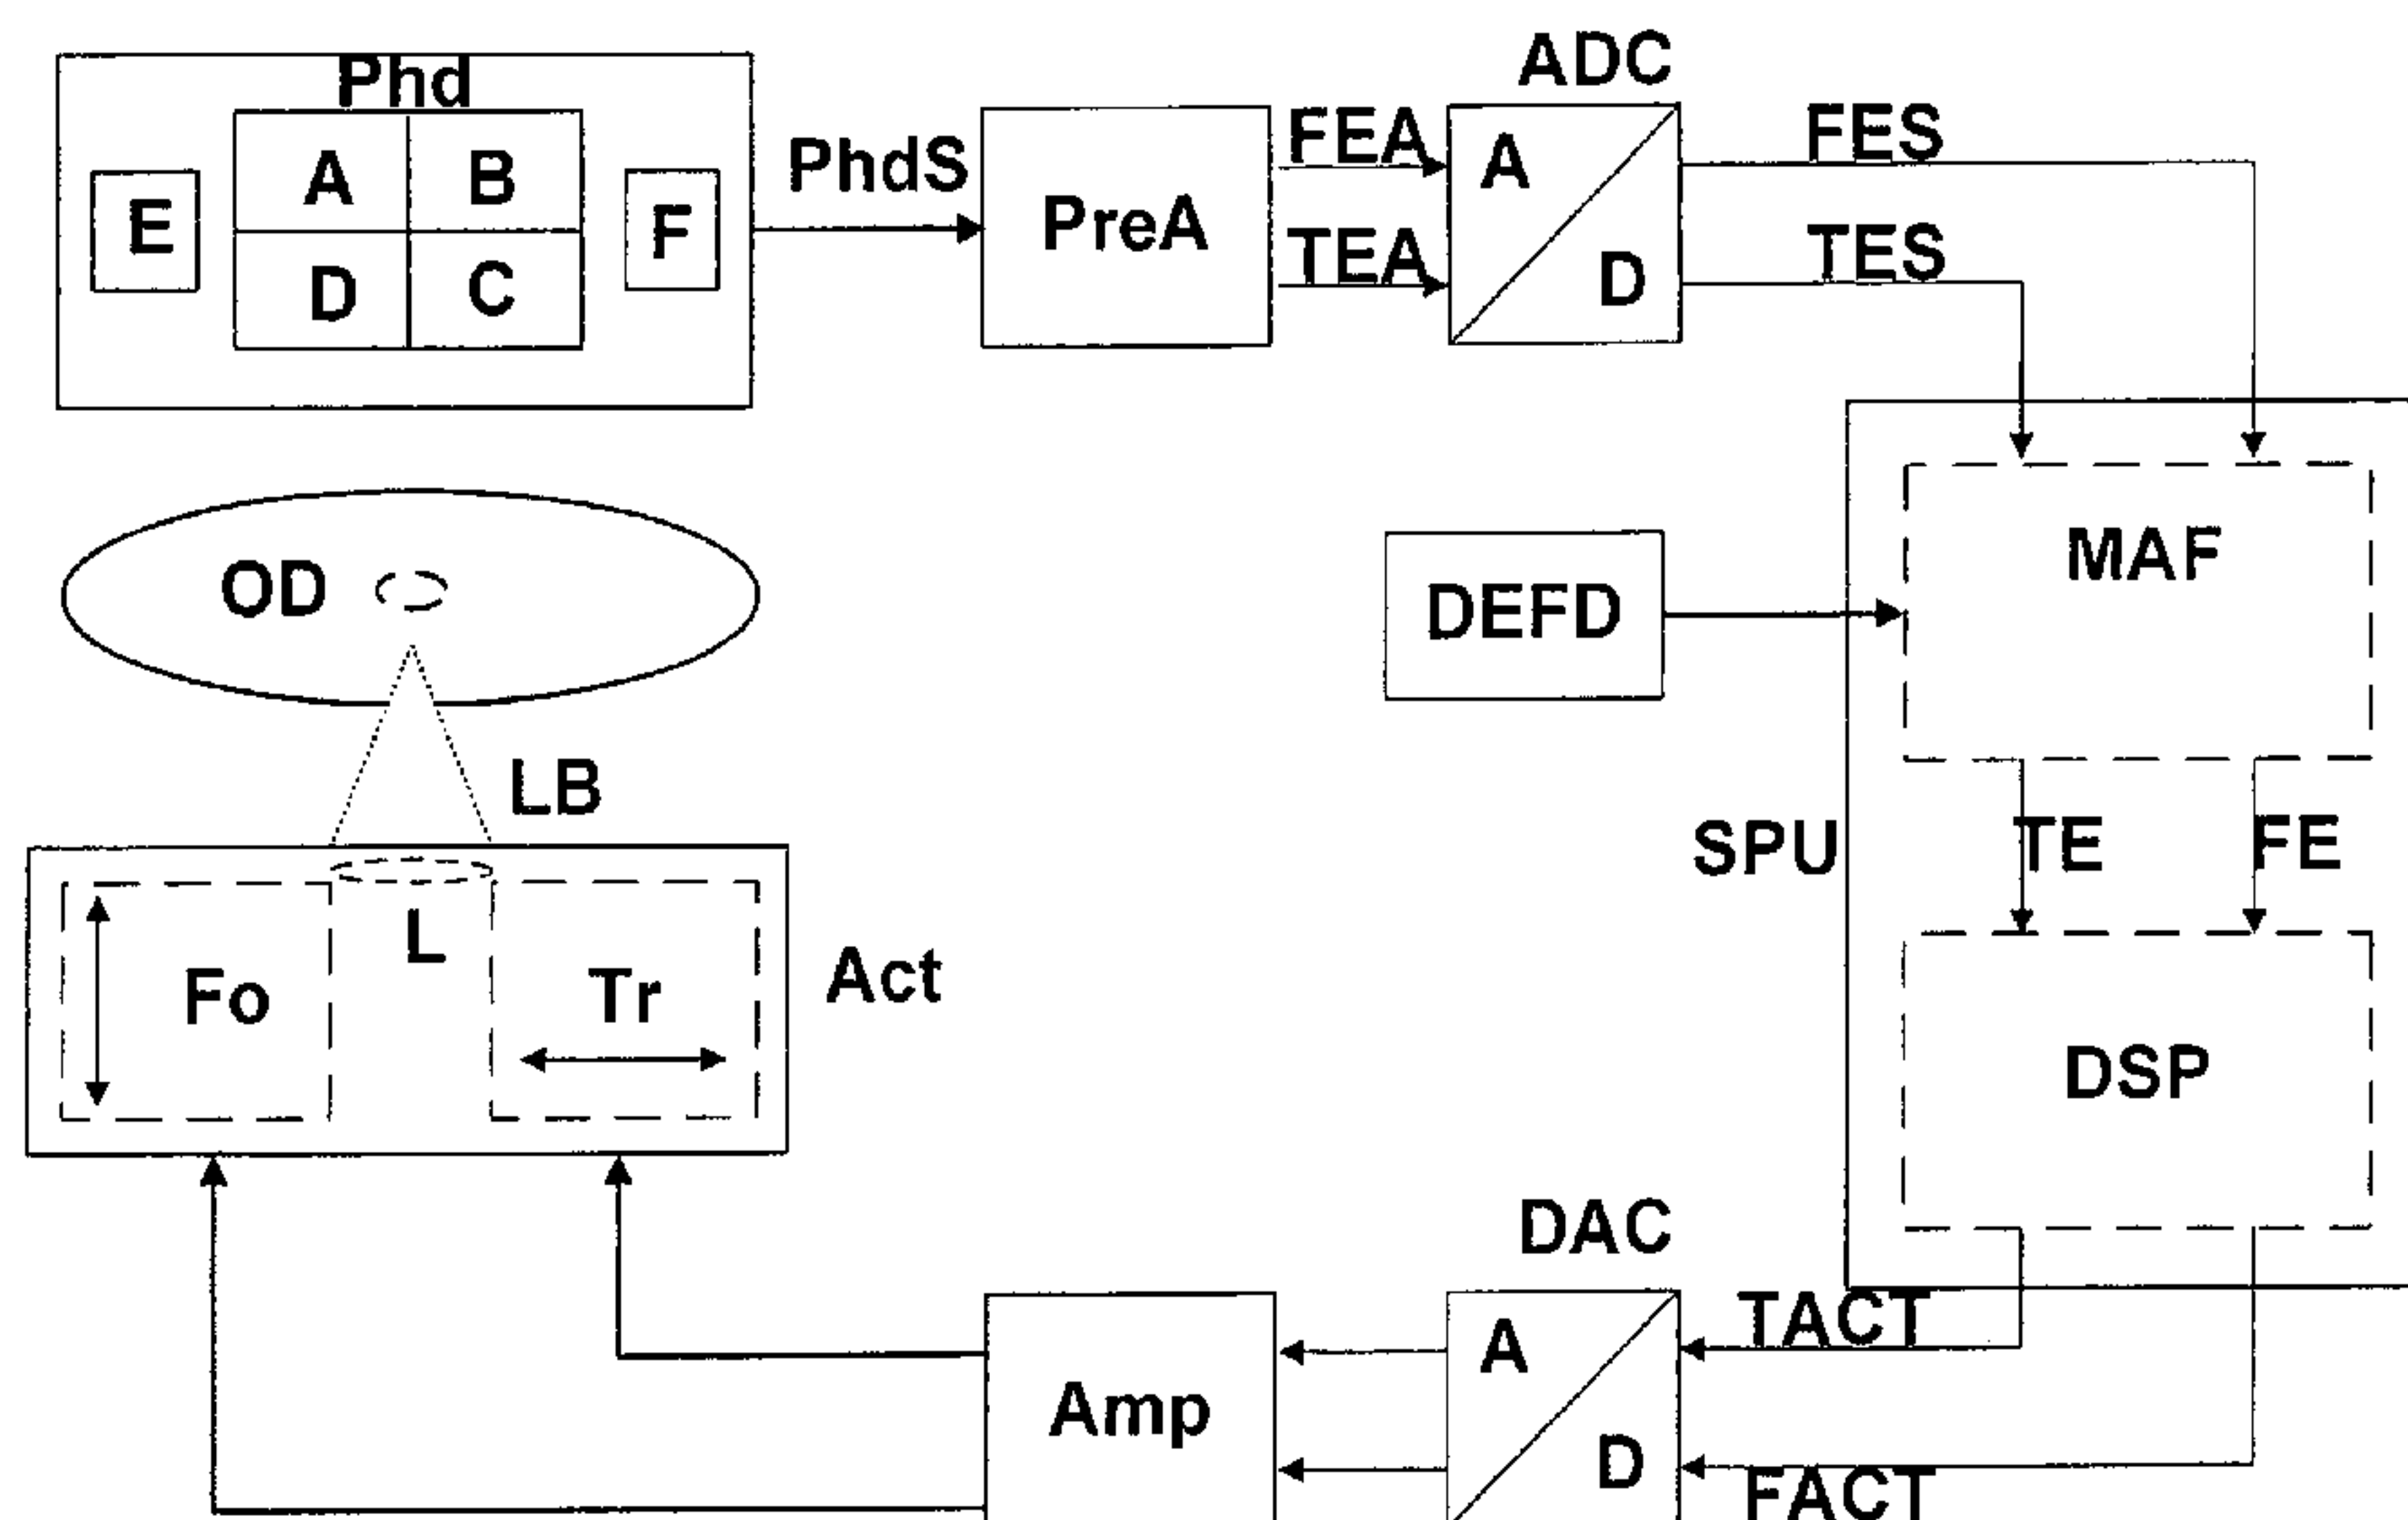 Phd
ADC
A
B
E
F
D
C
PhdS
PreA
FEA
TEA
A
D
FES
TES
OD
DEFD
MAF
LB
SPU
TE
FE
L
Fo
Tr
Act
DSP
DAC
TACT
A
D
Amp
FACT